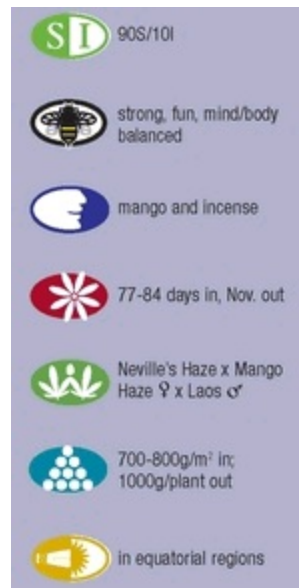 S I
90S/10I
strong, fun, mind/body
balanced
mango and incense
77-84 days in, Nov. out
Neville's Haze x Mango
Haze ♀ x Laos ♂
700-800g/m² in;
1000g/plant out
in equatorial regions